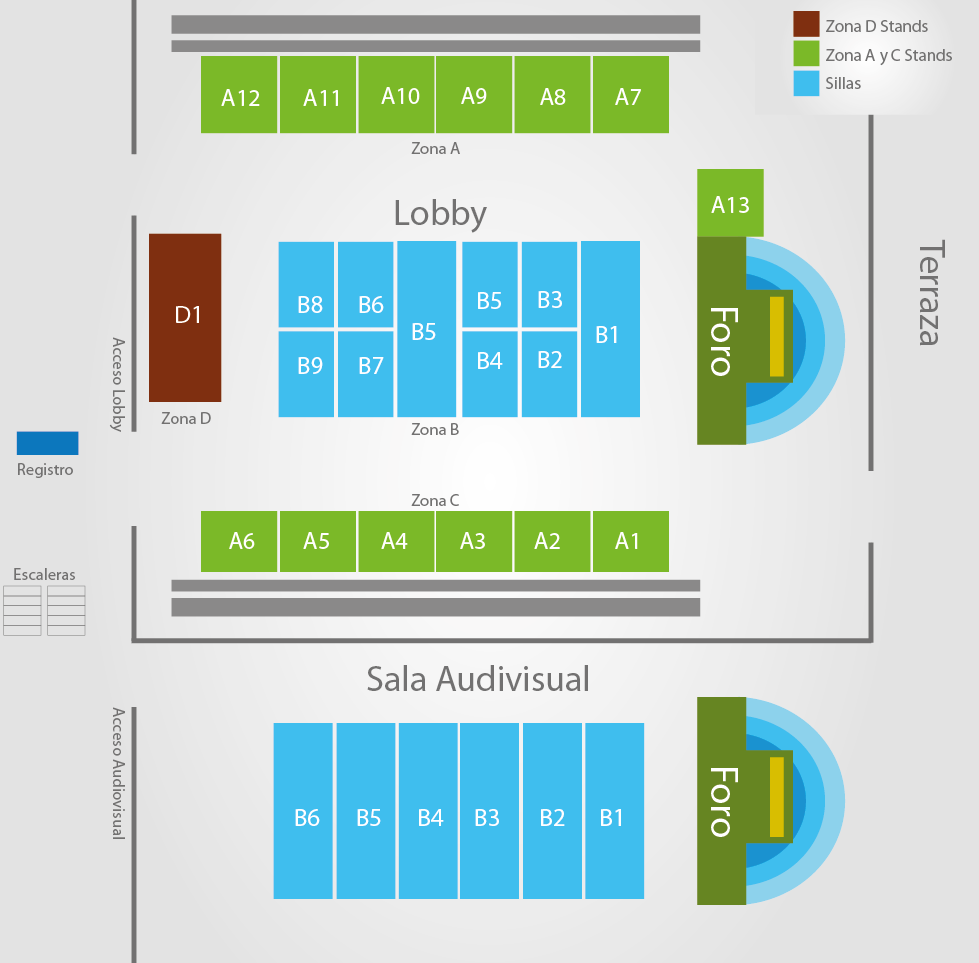 Zona D Stands
Zona A y C Stands
Sillas
A12 A11 A10 A9 A8 A7
Zona A
A13
Lobby
Terraza
D1
Zona D
B8 B6 B5 B5 B3 B1
B9 B7 B4 B2
Zona B
Foro
Acceso Lobby
Registro
Zona C
A6 A5 A4 A3 A2 A1
Escaleras
Sala Audivisual
Acceso Audiovisual
B6 B5 B4 B3 B2 B1
Foro